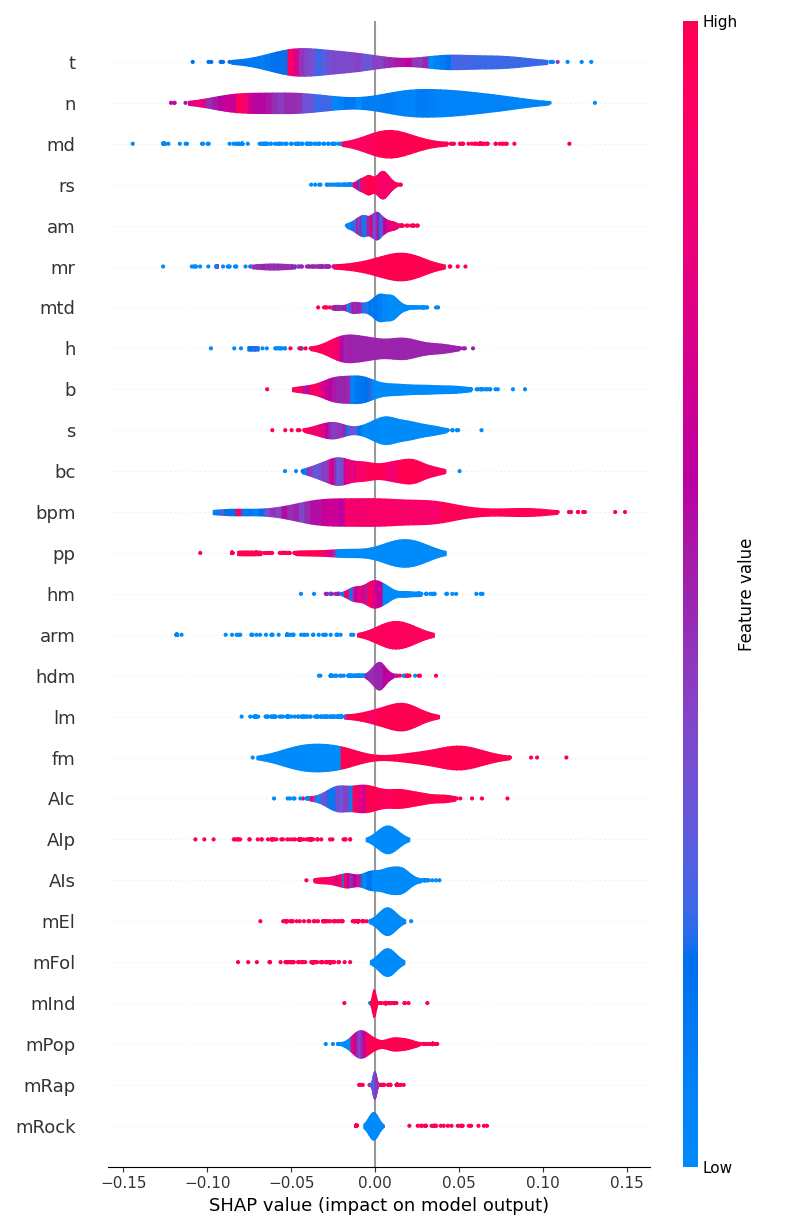 High
t
n
md
rs
am
mr
mtd
h
b
s
bc
bpm
pp
hm
arm
hdm
lm
fm
AIc
AIp
AIs
mEl
mFol
mInd
mPop
mRap
mRock
Feature value
Low
−0.15 −0.10 −0.05 0.00 0.05 0.10 0.15
SHAP value (impact on model output)